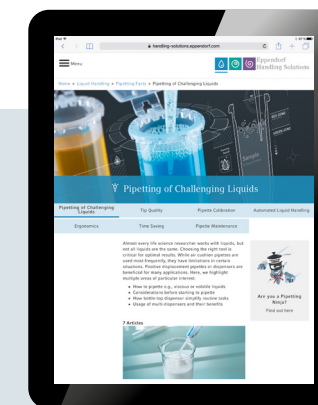 handling-solutions.eppendorf.com
Menu
Eppendorf
Handling Solutions
Home » Liquid Handling » Pipetting Facts » Pipetting of Challenging Liquids
Sample
Pipetting of Challenging Liquids
Pipetting of Challenging
Liquids
Tip Quality
Pipette Calibration
Automated Liquid Handling
Ergonomics
Time Saving
Pipette Maintenance
Almost every life science researcher works with liquids, but
not all liquids are the same. Choosing the right tool is
critical for optimal results. While air cushion pipettes are
used most frequently, they have limitations in certain
situations. Positive displacement pipettes or dispensers are
beneficial for many applications. Here, we highlight
multiple areas of particular interest:
• How to pipette e.g., viscous or volatile liquids
• Considerations before starting to pipette
• How bottle-top dispenser simplify routine tasks
• Usage of multi-dispensers and their benefits
Are you a Pipetting
Ninja?
Find out here
7 Articles